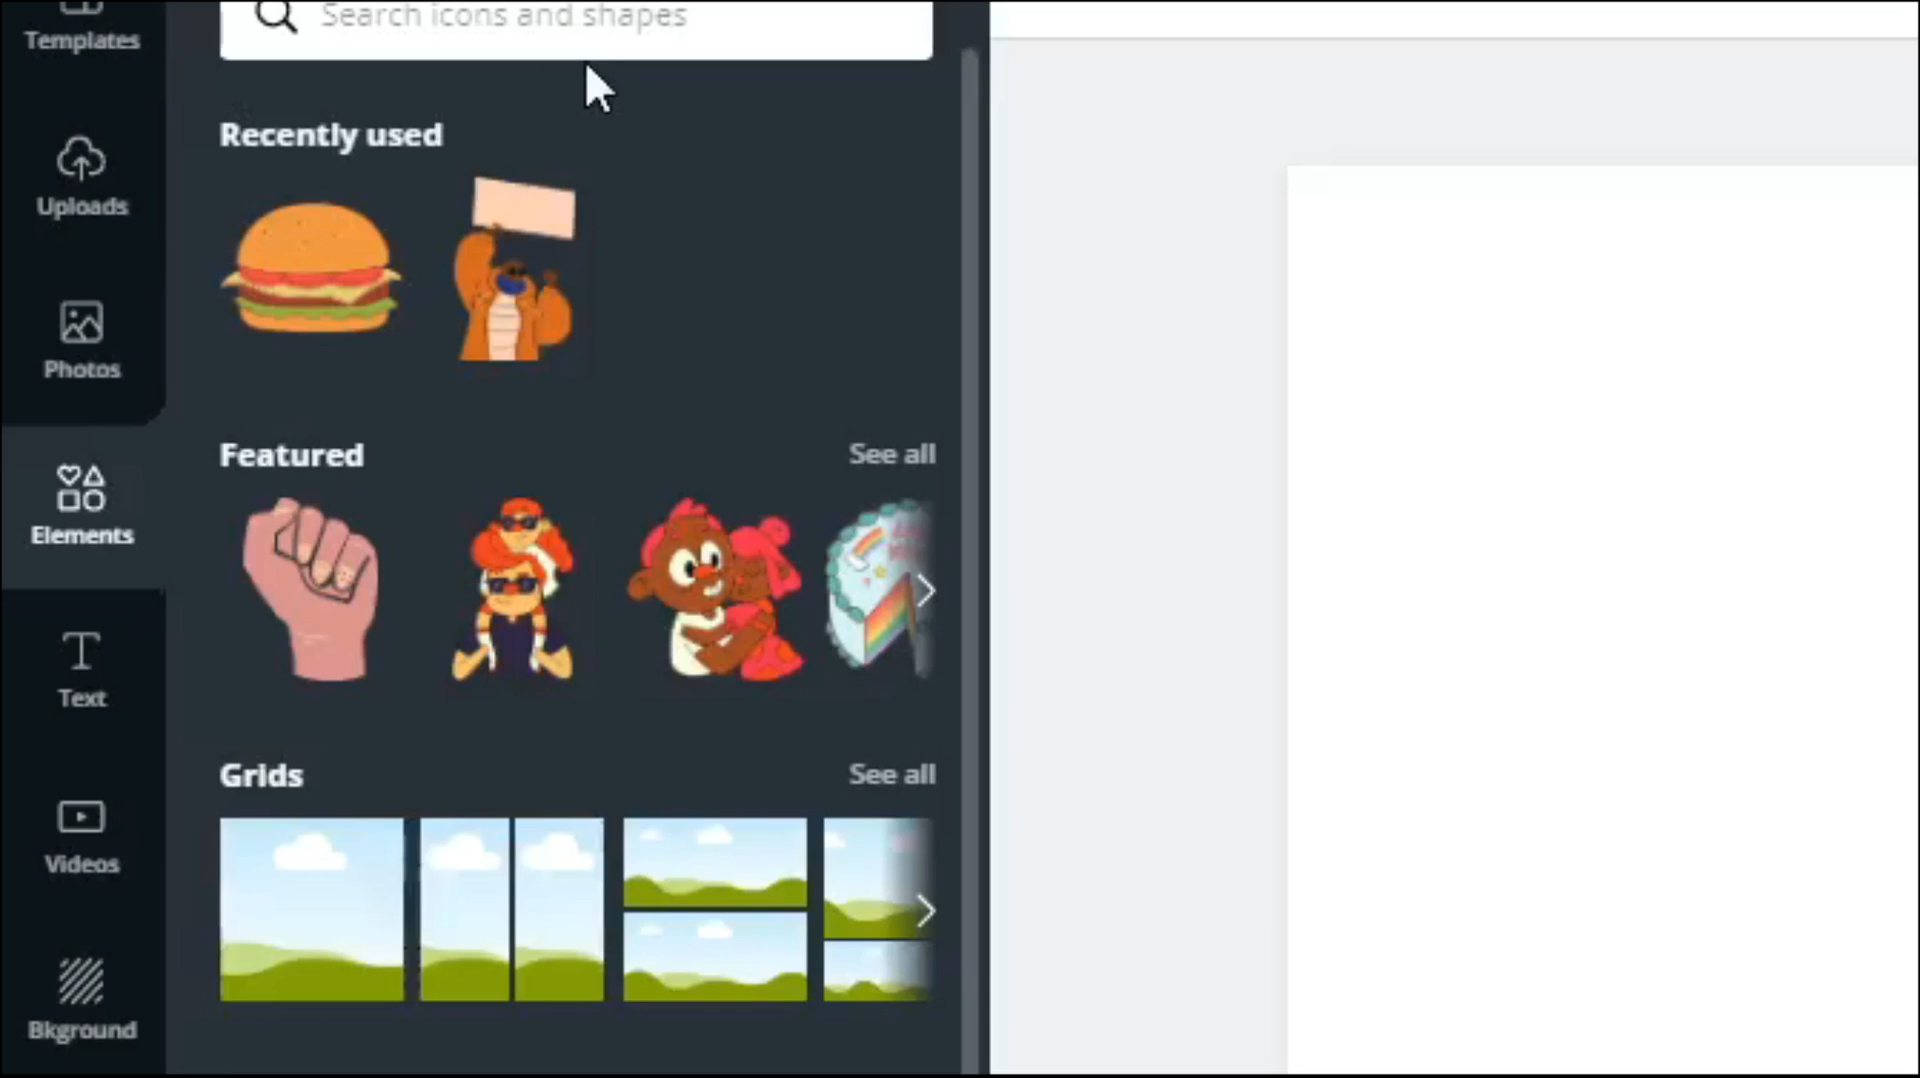 Templates
Uploads
Photos
Elements
Text
Videos
Bkground
Search icons and shapes
Recently used
Featured
See all
Grids
See all